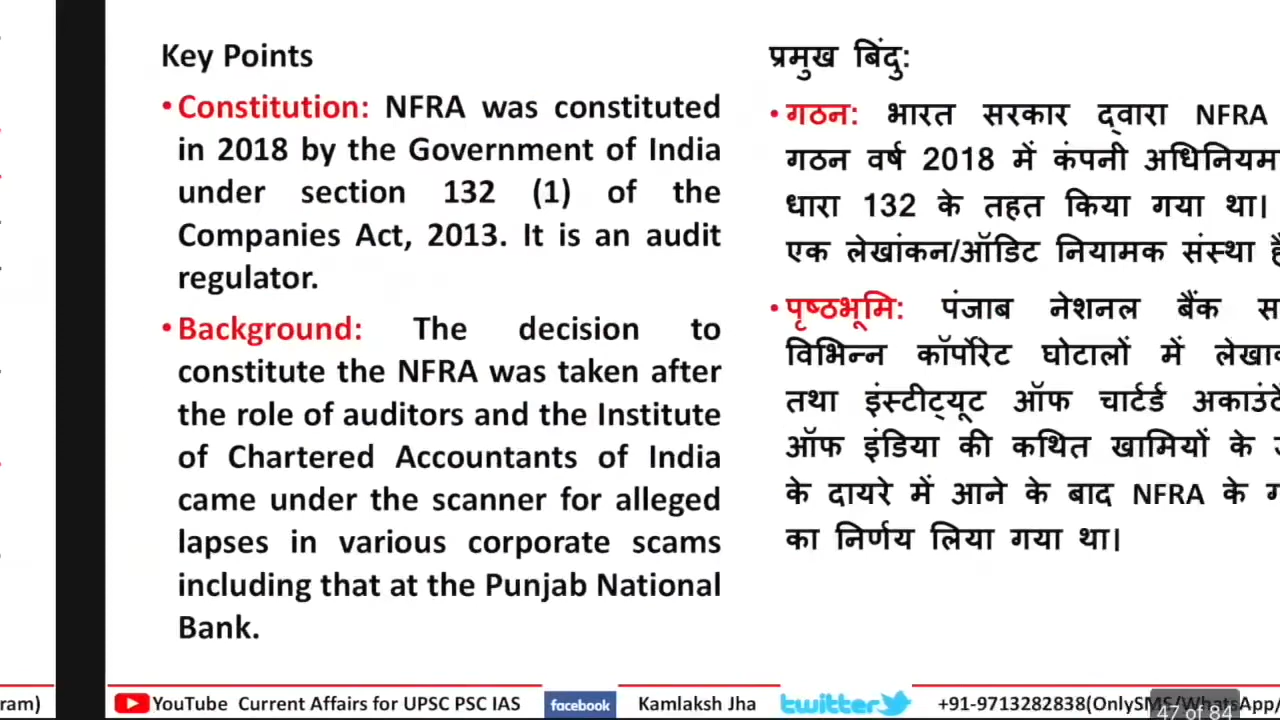 Key Points
• Constitution: NFRA was constituted
in 2018 by the Government of India
under section 132 (1) of the
Companies Act, 2013. It is an audit
regulator.
• Background: The decision to
constitute the NFRA was taken after
the role of auditors and the Institute
of Chartered Accountants of India
came under the scanner for alleged
lapses in various corporate scams
including that at the Punjab National
Bank.
प्रमुख बिंदु:
• गठन: भारत सरकार द्वारा NFRA
गठन वर्ष 2018 में कंपनी अधिनियम
धारा 132 के तहत किया गया था।
एक लेखांकन/ऑडिट नियामक संस्था
• पृष्ठभूमि: पंजाब नेशनल बैंक
विभिन्न कॉर्पोरेट घोटालों में
तथा इंस्टीट्यूट ऑफ चार्टर्ड
ऑफ इंडिया की कथित खामियों के
के दायरे में आने के बाद NFRA के
का निर्णय लिया गया था।
ram)
YouTube Current Affairs for UPSC PSC IAS
facebook
Kamlaksh Jha
twitter
+91-9713282838(OnlySMS/WhatsApp/
47 of 84